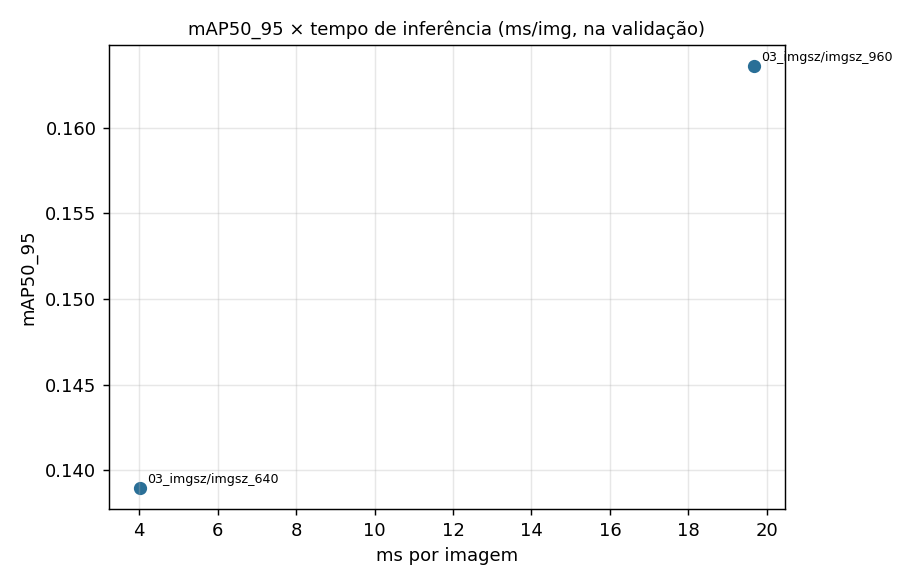 mAP50_95 × tempo de inferência (ms/img, na validação)
03_imgsz/imgsz_960
0.160
0.155
0.150
0.145
0.140
mAP50_95
03_imgsz/imgsz_640
4 6 8 10 12 14 16 18 20
ms por imagem